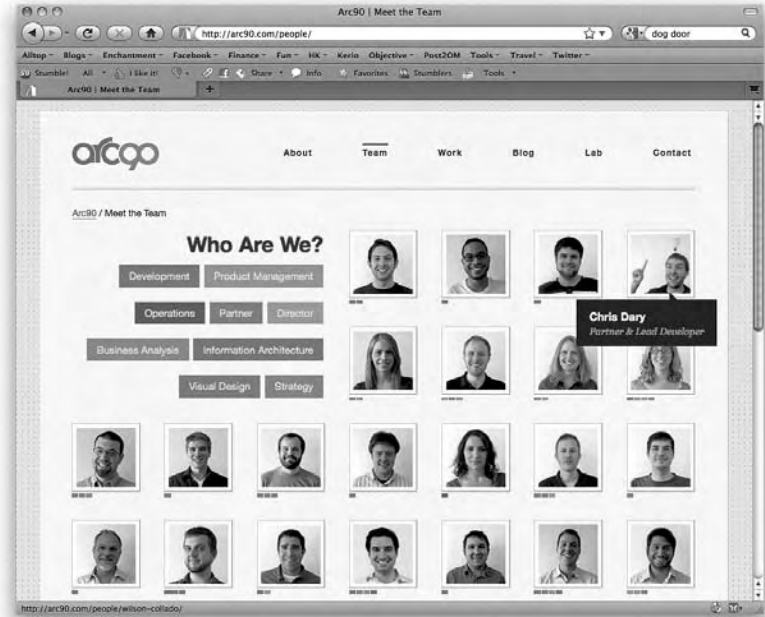 Arc90 | Meet the Team
http://arc90.com/people/
dog door
Alltop Blogs Enchantment Facebook Finance Fun HK Kerio Objective Post2OM Tools Travel Twitter
Stumble! All I like it! Share Info Favorites Stumblers Tools
Arc90 | Meet the Team
arc90
About Team Work Blog Lab Contact
Arc90 / Meet the Team
Who Are We?
Development Product Management
Operations Partner Director
Chris Dary
Partner & Lead Developer
Business Analysis Information Architecture
Visual Design Strategy
http://arc90.com/people/wilson-collado/